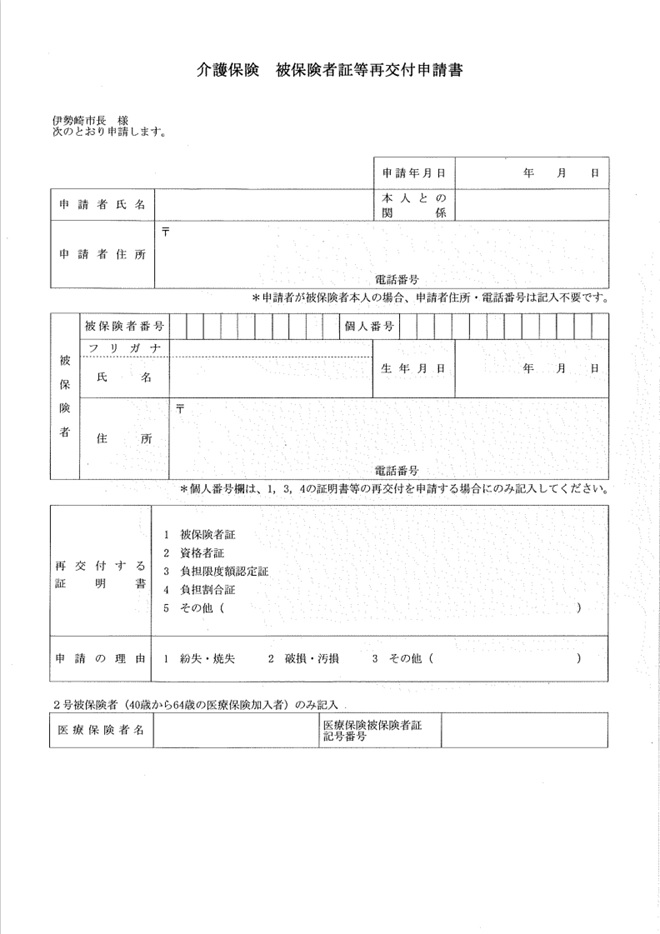 介護保険　被保険者証等再交付申請書
伊勢崎市長　様
次のとおり申請します。
申請年月日　年　月　日
申請者氏名
本人との
関係
申請者住所
〒
電話番号
＊申請者が被保険者本人の場合、申請者住所・電話番号は記入不要です。
被保険者
被保険者番号
個人番号
フリガナ
氏名
生年月日　年　月　日
住所
〒
電話番号
＊個人番号欄は、1，3，4の証明書等の再交付を申請する場合にのみ記入してください。
再交付する
証明書
1　被保険者証
2　資格者証
3　負担限度額認定証
4　負担割合証
5　その他（　）
申請の理由
1　紛失・焼失　2　破損・汚損　3　その他（　）
２号被保険者（40歳から64歳の医療保険加入者）のみ記入
医療保険者名
医療保険被保険者証
記号番号